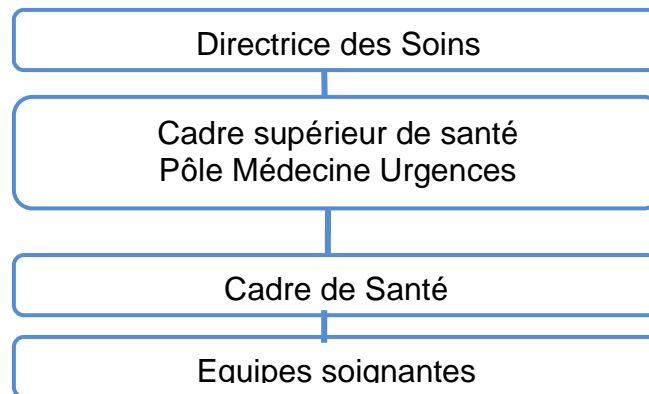 Directrice des Soins
Cadre supérieur de santé
Pôle Médecine Urgences
Cadre de Santé
Equipes soignantes